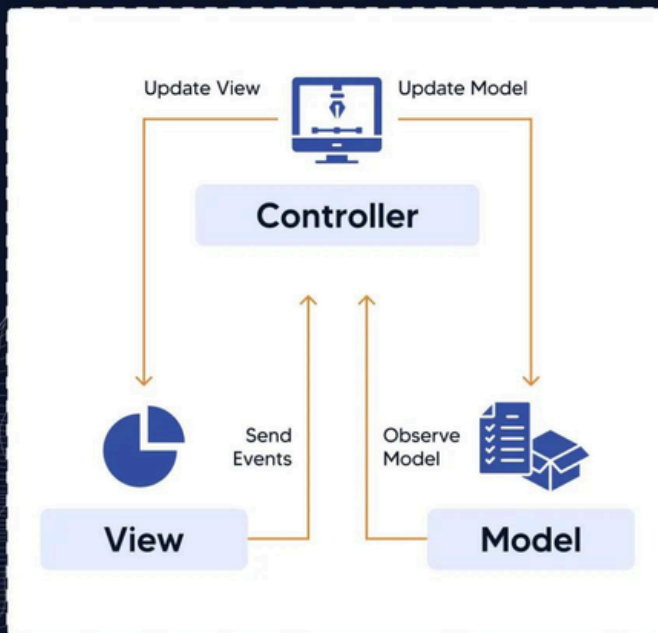 Update View
Update Model
Controller
Send
Events
Observe
Model
View
Model